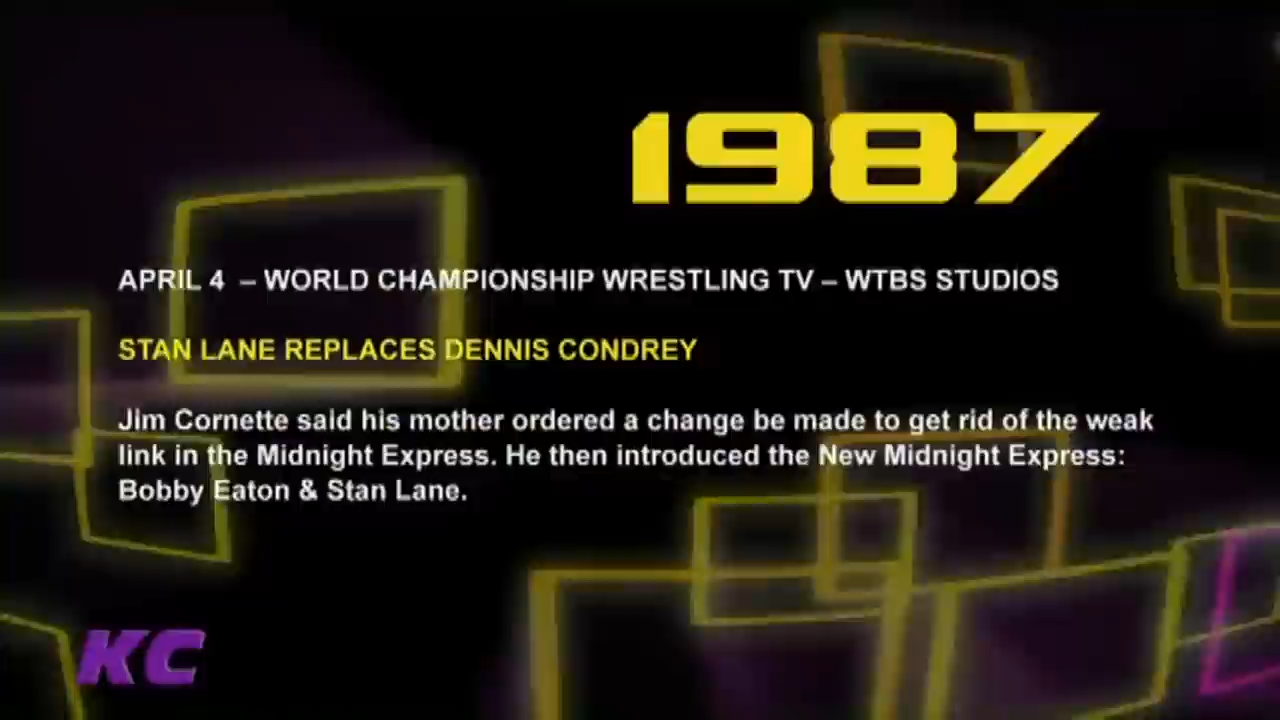 1987
APRIL 4 – WORLD CHAMPIONSHIP WRESTLING TV – WTBS STUDIOS
STAN LANE REPLACES DENNIS CONDREY
Jim Cornette said his mother ordered a change be made to get rid of the weak
link in the Midnight Express. He then introduced the New Midnight Express:
Bobby Eaton & Stan Lane.
KC